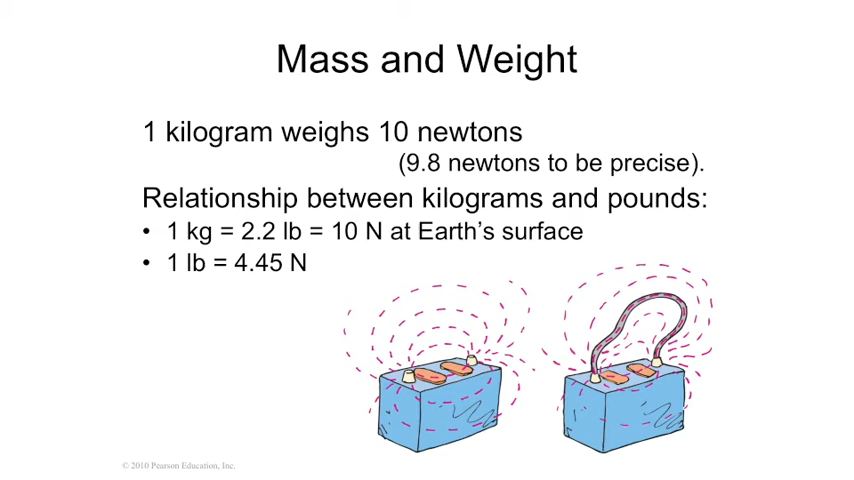 Mass and Weight
1 kilogram weighs 10 newtons
(9.8 newtons to be precise).
Relationship between kilograms and pounds:
• 1 kg = 2.2 lb = 10 N at Earth’s surface
• 1 lb = 4.45 N
© 2010 Pearson Education, Inc.